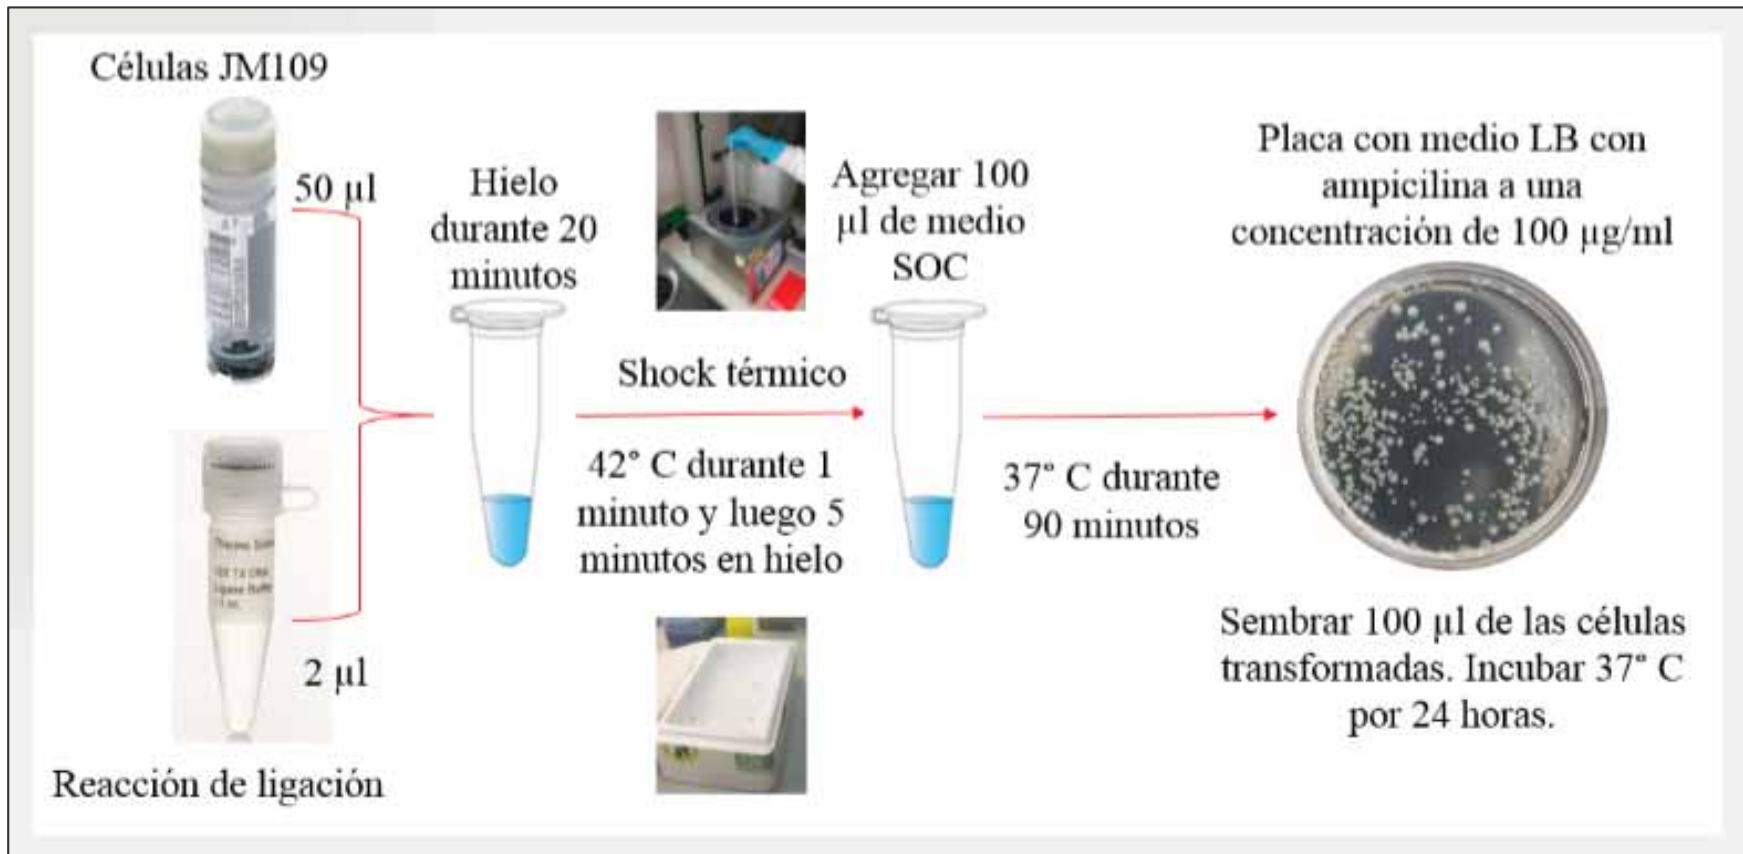 Células JM109
50 µl
2 µl
Reacción de ligación
Hielo
durante 20
minutos
Shock térmico
42° C durante 1
minuto y luego 5
minutos en hielo
Agregar 100
µl de medio
SOC
37° C durante
90 minutos
Placa con medio LB con
ampicilina a una
concentración de 100 µg/ml
Sembrar 100 µl de las células
transformadas. Incubar 37° C
por 24 horas.